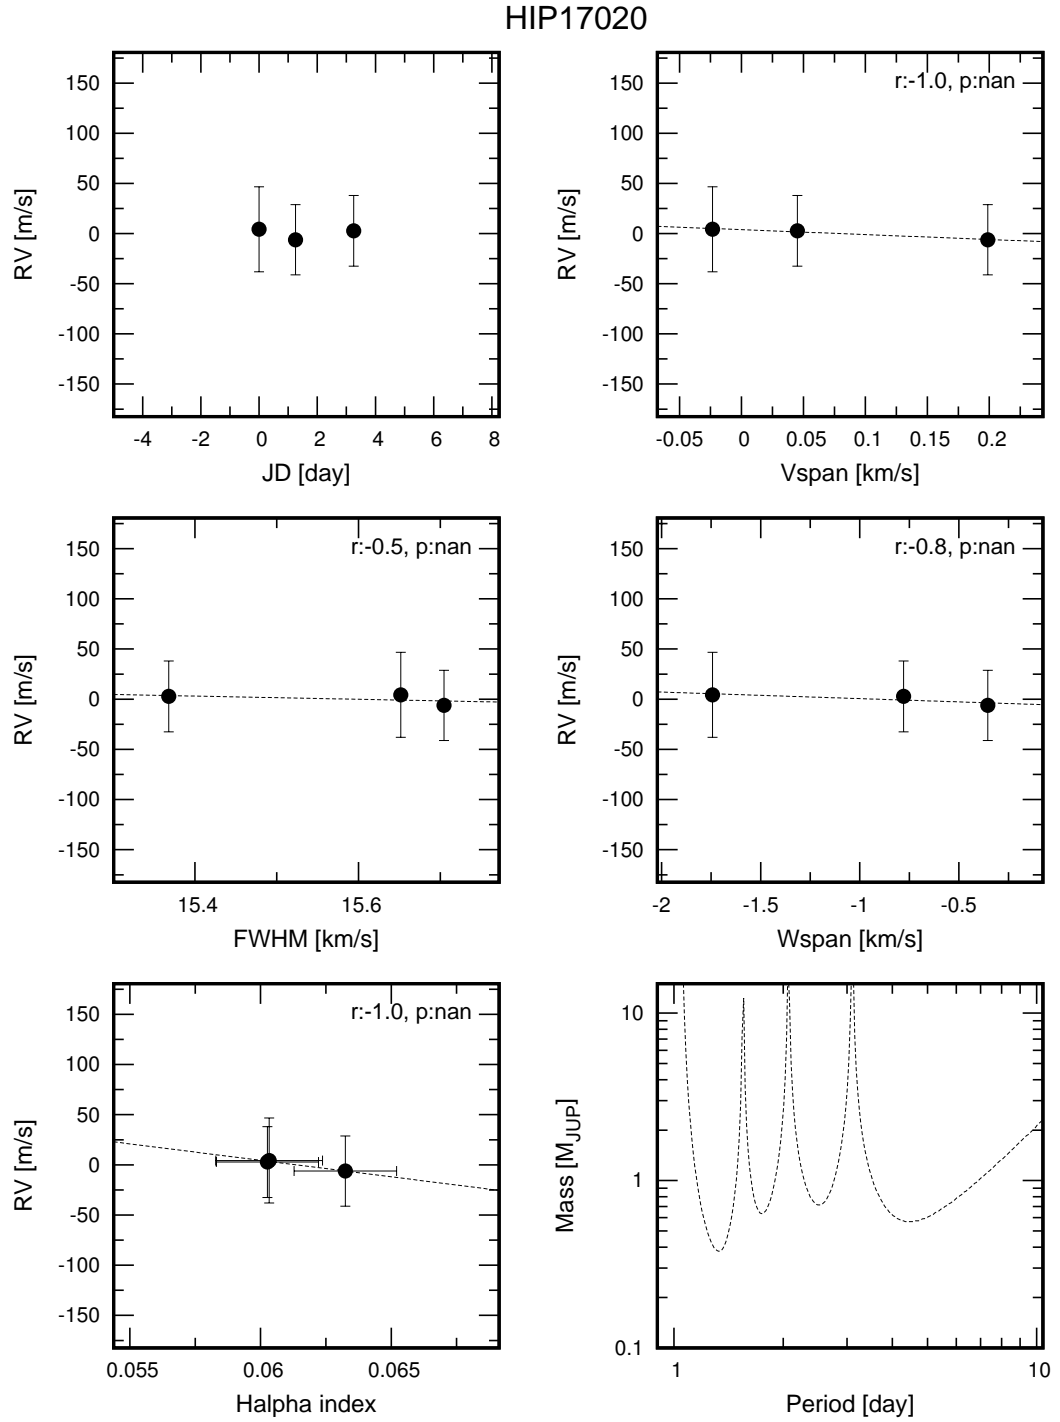 HIP17020
150
100
50
0
-50
-100
-150
RV [m/s]
-4 -2 0 2 4 6 8
JD [day]
r:-1.0, p:nan
150
100
50
0
-50
-100
-150
RV [m/s]
-0.05 0 0.05 0.1 0.15 0.2
Vspan [km/s]
r:-0.5, p:nan
150
100
50
0
-50
-100
-150
RV [m/s]
15.4 15.6
FWHM [km/s]
r:-0.8, p:nan
150
100
50
0
-50
-100
-150
RV [m/s]
-2 -1.5 -1 -0.5
Wspan [km/s]
r:-1.0, p:nan
150
100
50
0
-50
-100
-150
RV [m/s]
0.055 0.06 0.065
Halpha index
10
1
0.1
Mass [M_JUP]
1 10
Period [day]